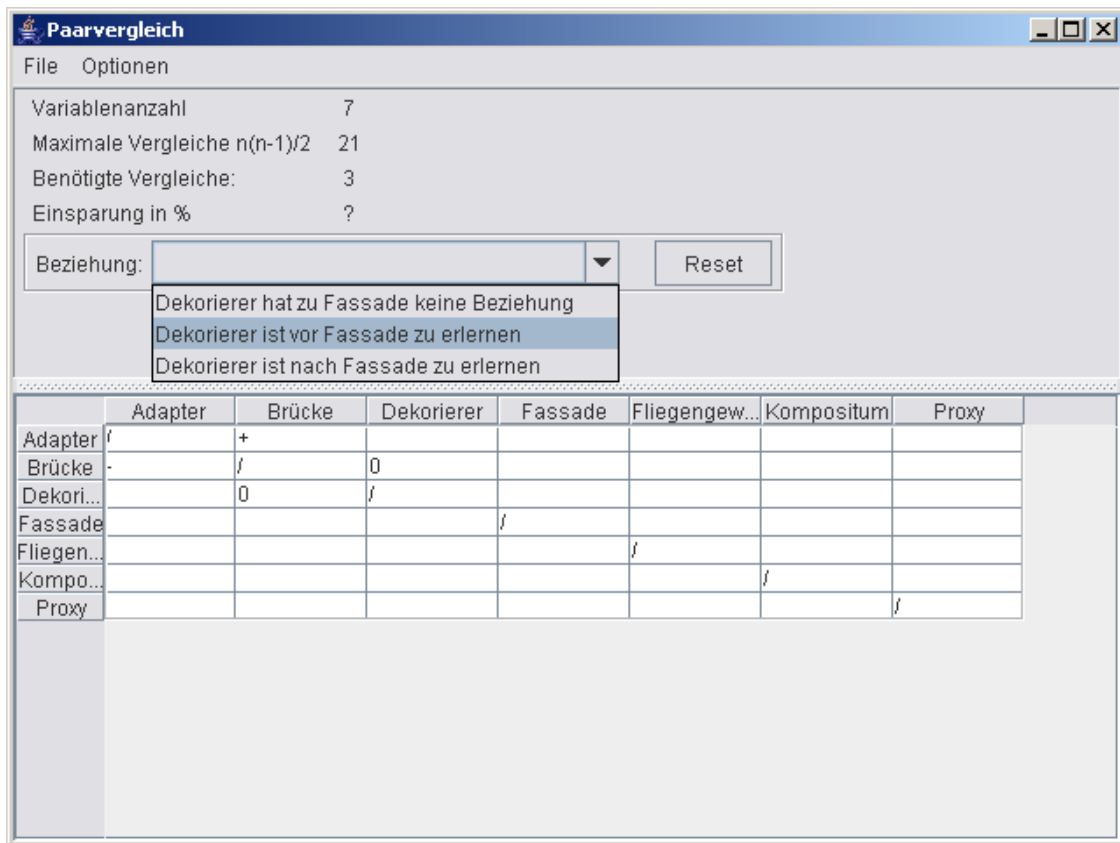 Paarvergleich
File Optionen
Variablenanzahl 7
Maximale Vergleiche n(n-1)/2 21
Benötigte Vergleiche: 3
Einsparung in % ?
Beziehung: Reset
Dekorierer hat zu Fassade keine Beziehung
Dekorierer ist vor Fassade zu erlernen
Dekorierer ist nach Fassade zu erlernen
Adapter Brücke Dekorierer Fassade Fliegengew... Kompositum Proxy
Adapter / +
Brücke - / 0
Dekori... 0 /
Fassade /
Fliegen... /
Kompo... /
Proxy /